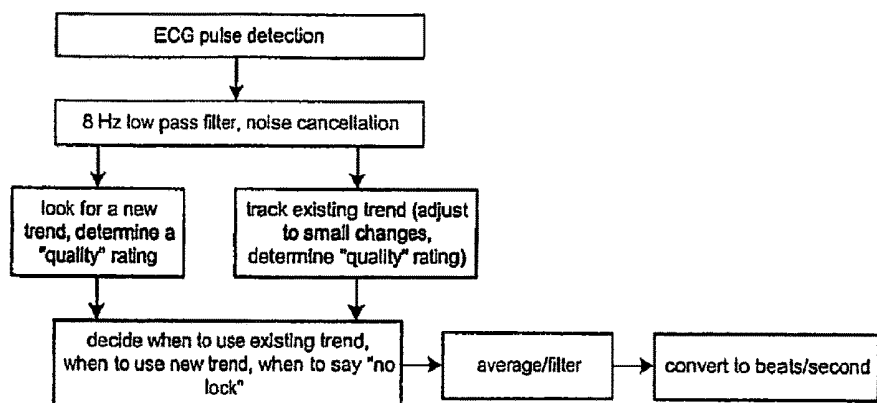 ECG pulse detection
8 Hz low pass filter, noise cancellation
look for a new
trend, determine a
"quality" rating
track existing trend (adjust
to small changes,
determine "quality" rating)
decide when to use existing trend,
when to use new trend, when to say "no
lock"
average/filter
convert to beats/second